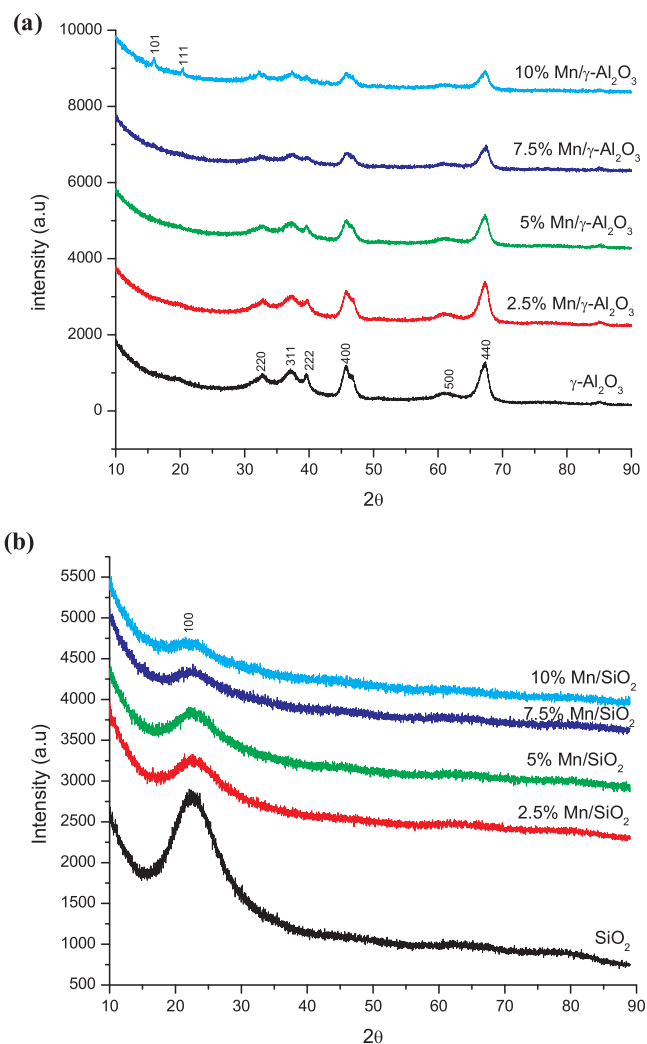 (a)
10000
8000
6000
4000
2000
0
intensity (a.u)
101
111
10% Mn/γ-Al₂O₃
7.5% Mn/γ-Al₂O₃
5% Mn/γ-Al₂O₃
2.5% Mn/γ-Al₂O₃
220
311
222
400
500
440
γ-Al₂O₃
10 20 30 40 50 60 70 80 90
2θ
(b)
5500
5000
4500
4000
3500
3000
2500
2000
1500
1000
500
Intensity (a.u)
100
10% Mn/SiO₂
7.5% Mn/SiO₂
5% Mn/SiO₂
2.5% Mn/SiO₂
SiO₂
10 20 30 40 50 60 70 80 90
2θ